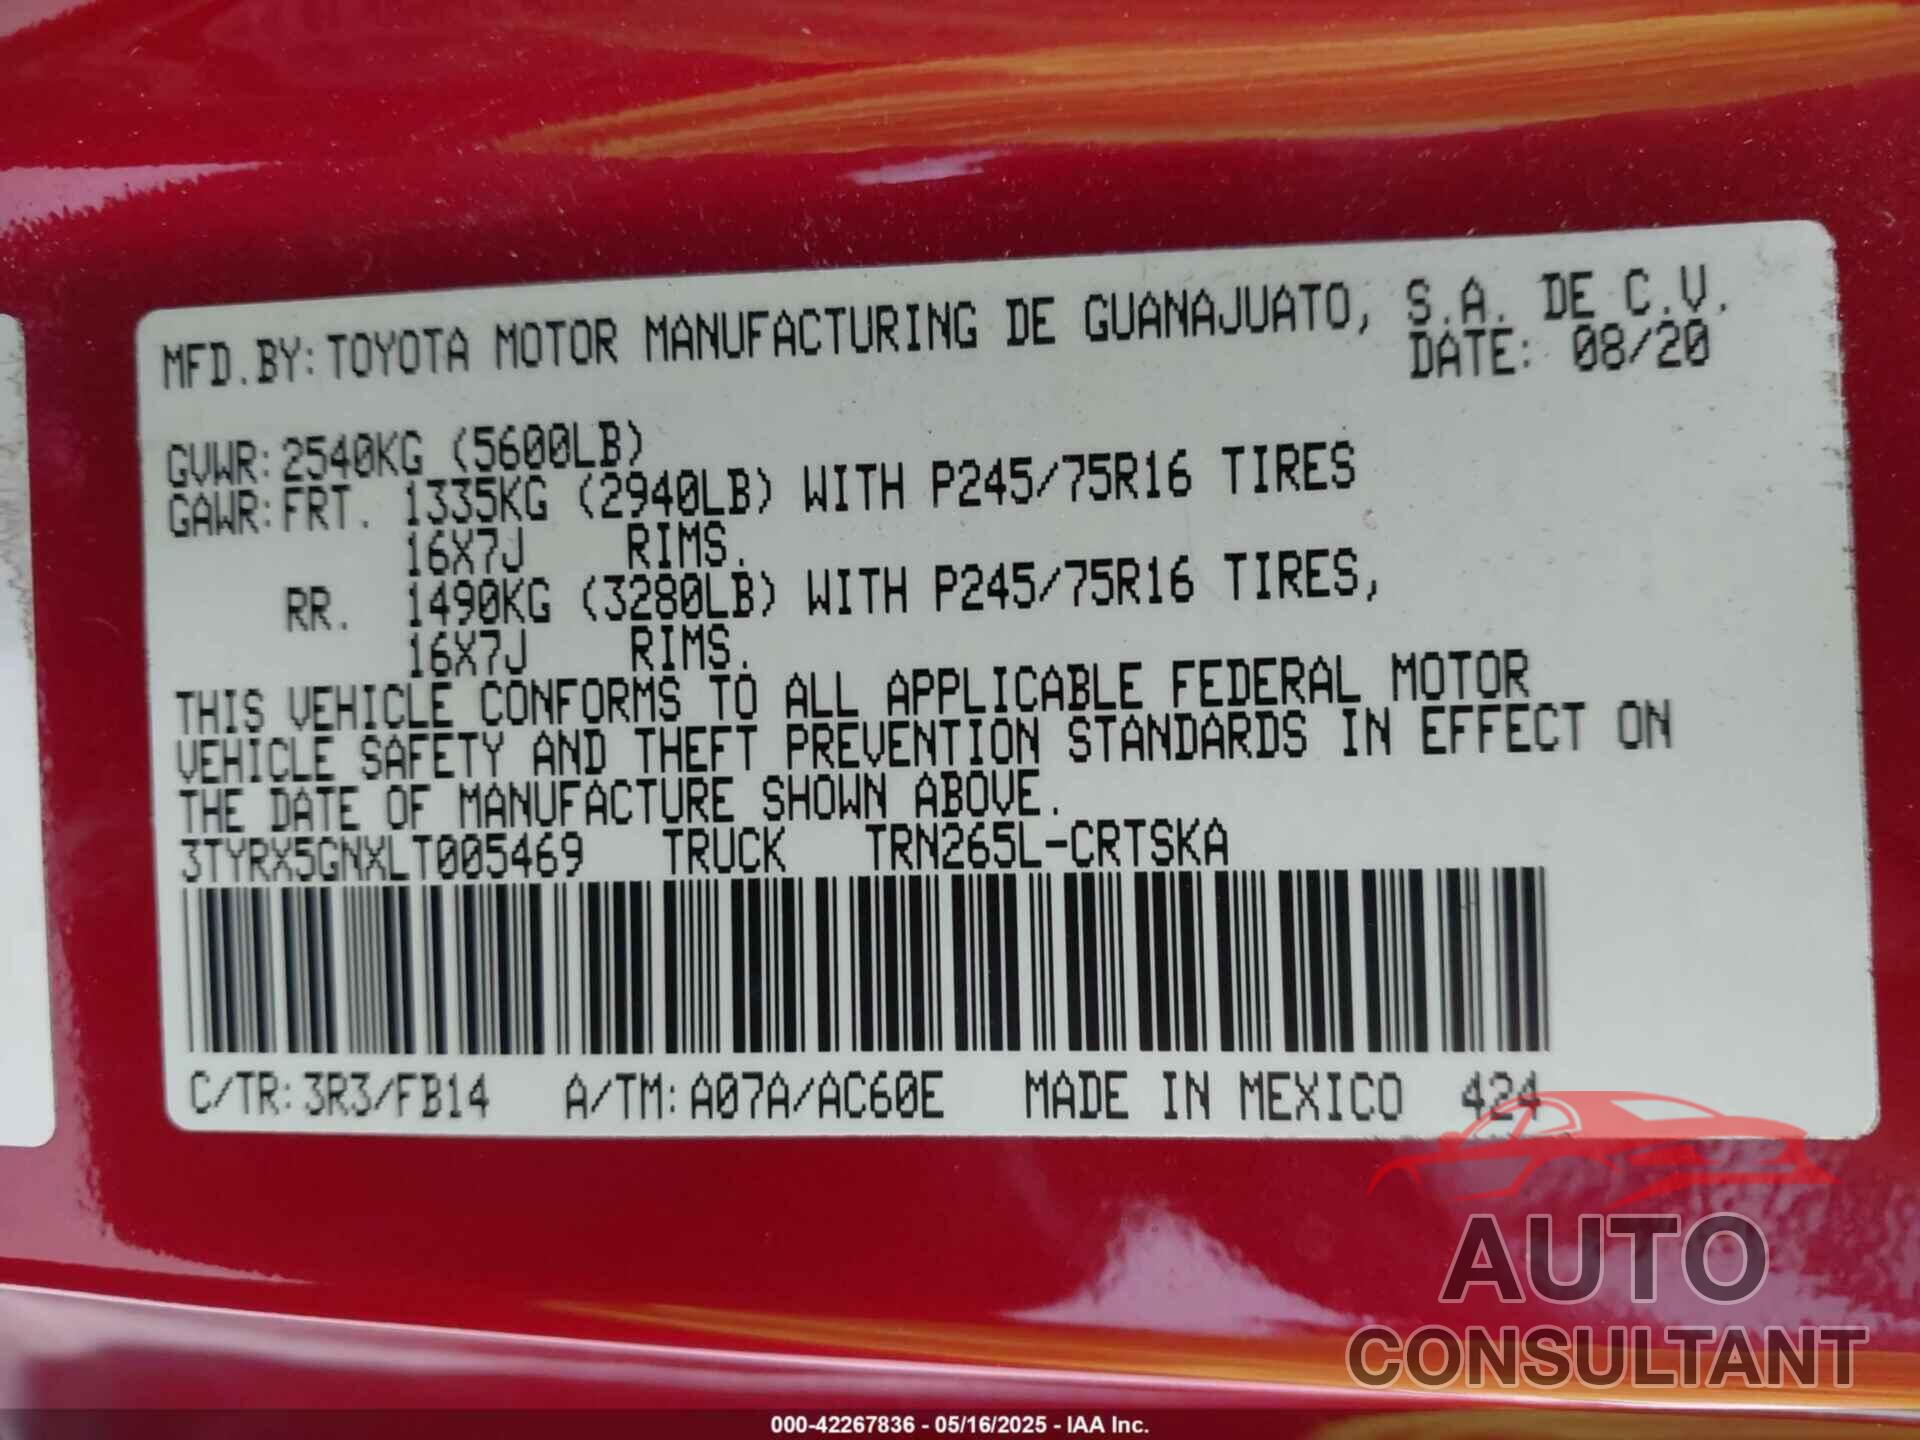 MFD.BY:TOYOTA MOTOR MANUFACTURING DE GUANAJUATO, S.A. DE C.V.
DATE: 08/20
GVWR:2540KG (5600LB)
GAWR:FRT. 1335KG (2940LB) WITH P245/75R16 TIRES
16X7J RIMS.
RR. 1490KG (3280LB) WITH P245/75R16 TIRES,
16X7J RIMS.
THIS VEHICLE CONFORMS TO ALL APPLICABLE FEDERAL MOTOR
VEHICLE SAFETY AND THEFT PREVENTION STANDARDS IN EFFECT ON
THE DATE OF MANUFACTURE SHOWN ABOVE.
3TYRX5GNXLT005469 TRUCK TRN265L-CRTSKA
C/TR:3R3/FB14 A/TM:A07A/AC60E MADE IN MEXICO 424
AUTO
CONSULTANT
000-42267836 - 05/16/2025 - IAA Inc.